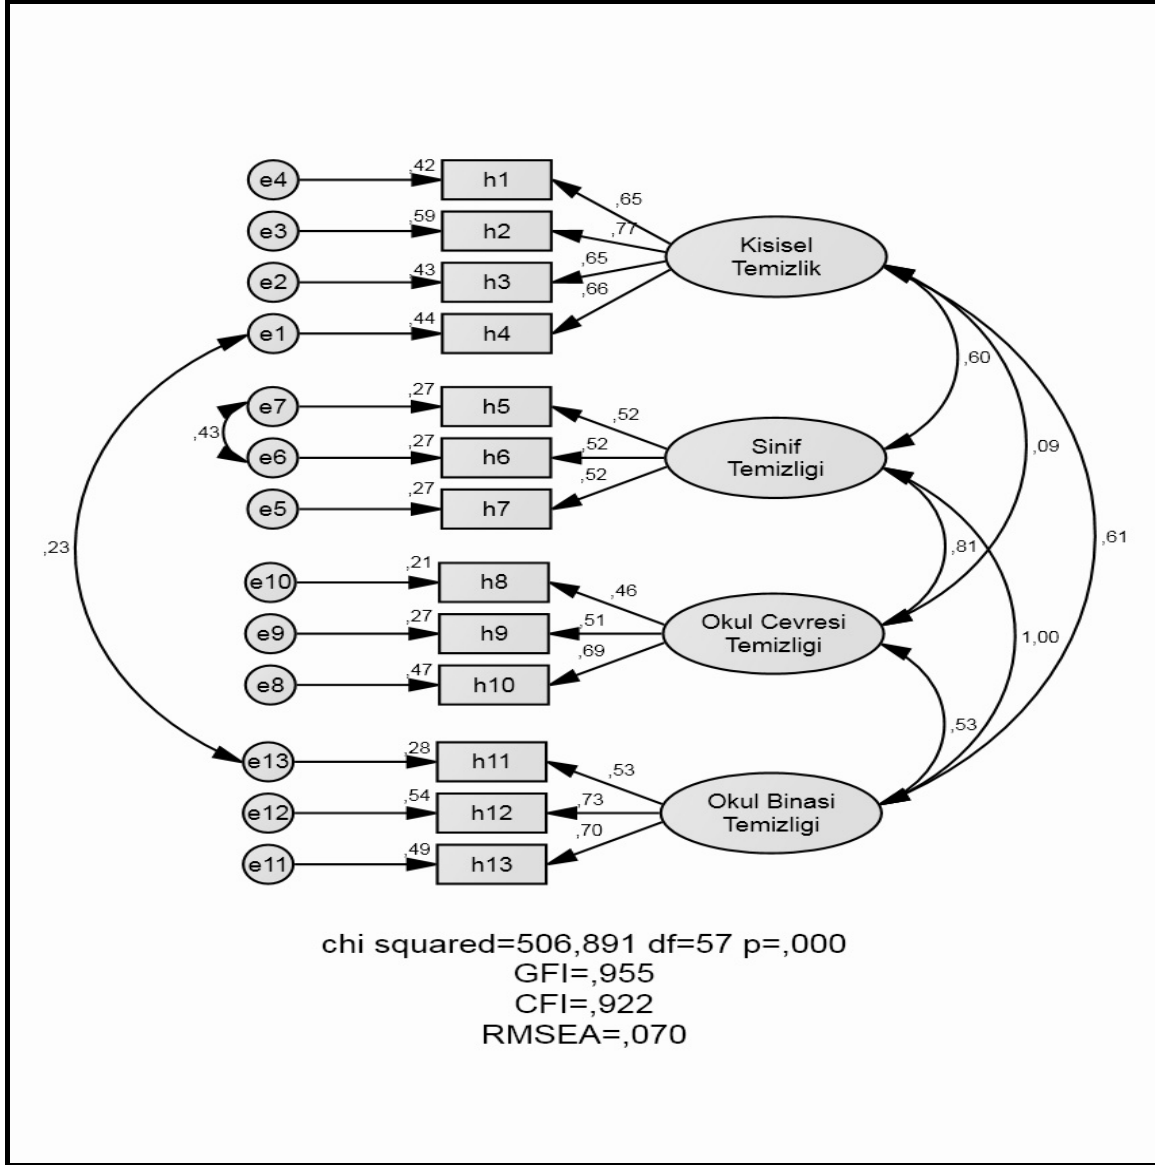 e4
,42
h1
,65
e3
,59
h2
,77
Kisisel
Temizlik
e2
,43
h3
,65
e1
,44
h4
,66
,60
e7
,27
h5
,52
,43
e6
,27
h6
,52
Sinif
Temizligi
,09
e5
,27
h7
,52
,23
,81
,61
e10
,21
h8
,46
e9
,27
h9
,51
Okul Cevresi
Temizligi
1,00
e8
,47
h10
,69
,53
e13
,28
h11
,53
e12
,54
h12
,73
Okul Binasi
Temizligi
e11
,49
h13
,70
chi squared=506,891 df=57 p=,000
GFI=,955
CFI=,922
RMSEA=,070